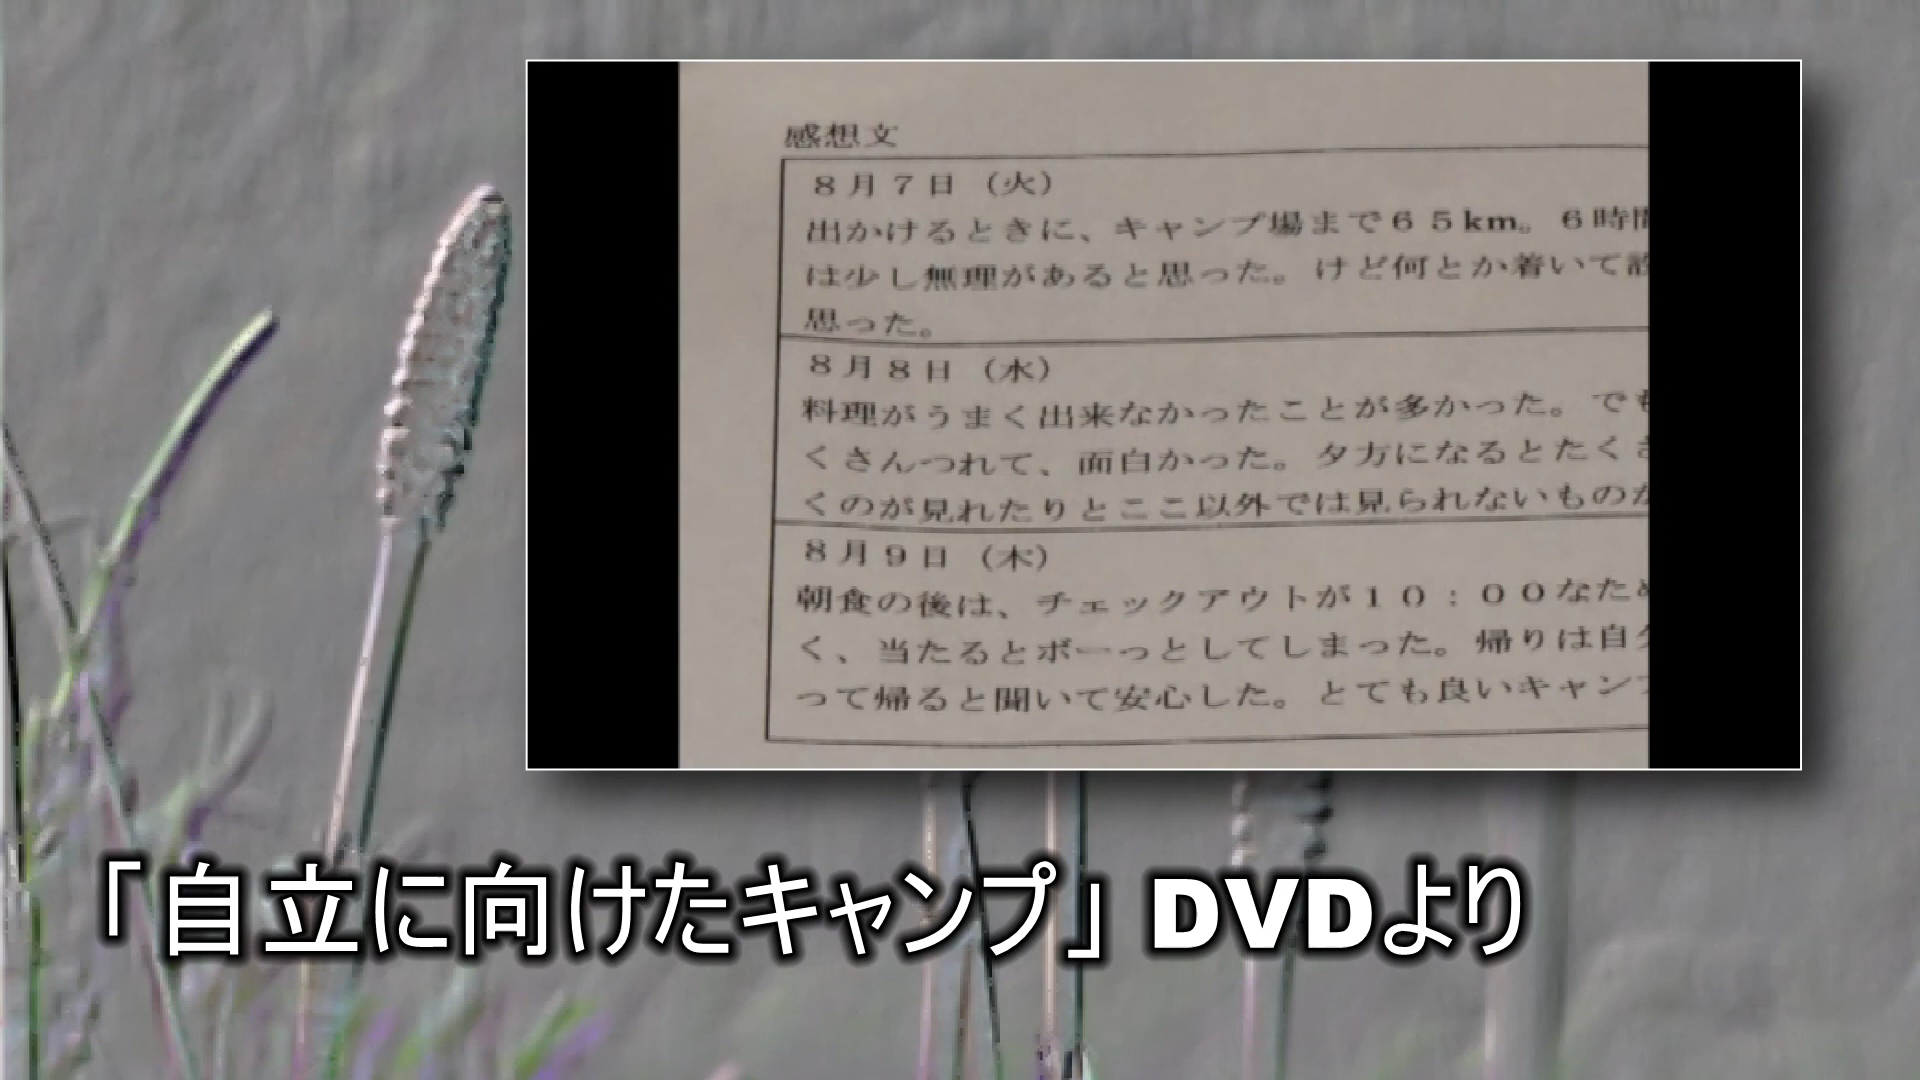 感想文
8月7日（火）
出かけるときに、キャンプ場まで65km。6時間
は少し無理があると思った。けど何とか着いて設
思った。
8月8日（水）
料理がうまく出来なかったことが多かった。でも
くさんつれて、面白かった。夕方になるとたくさ
くのが見れたりとここ以外では見られないものが
8月9日（木）
朝食の後は、チェックアウトが10：00なため
く、当たるとボーっとしてしまった。帰りは自分
って帰ると聞いて安心した。とても良いキャンプ
「自立に向けたキャンプ」DVDより